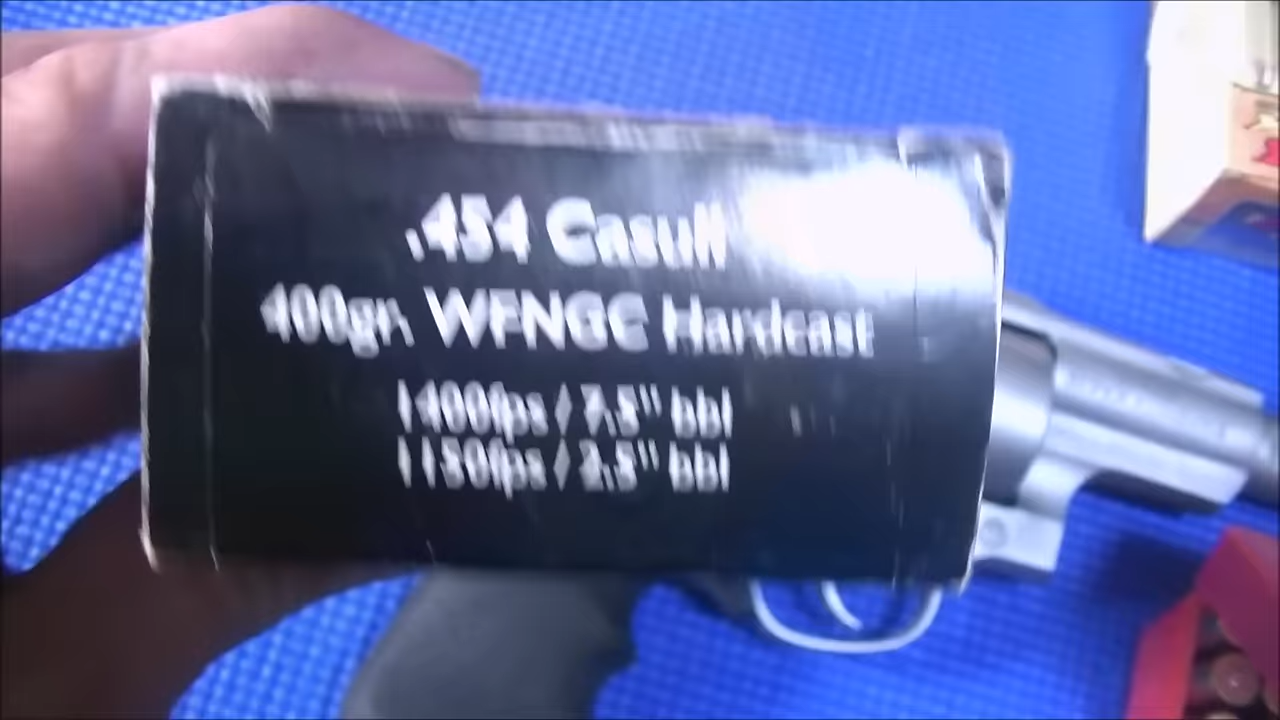 .454 Casull
400gr. WFNGC Hardcast
1400fps / 7.5" bbl
1150fps / 2.5" bbl